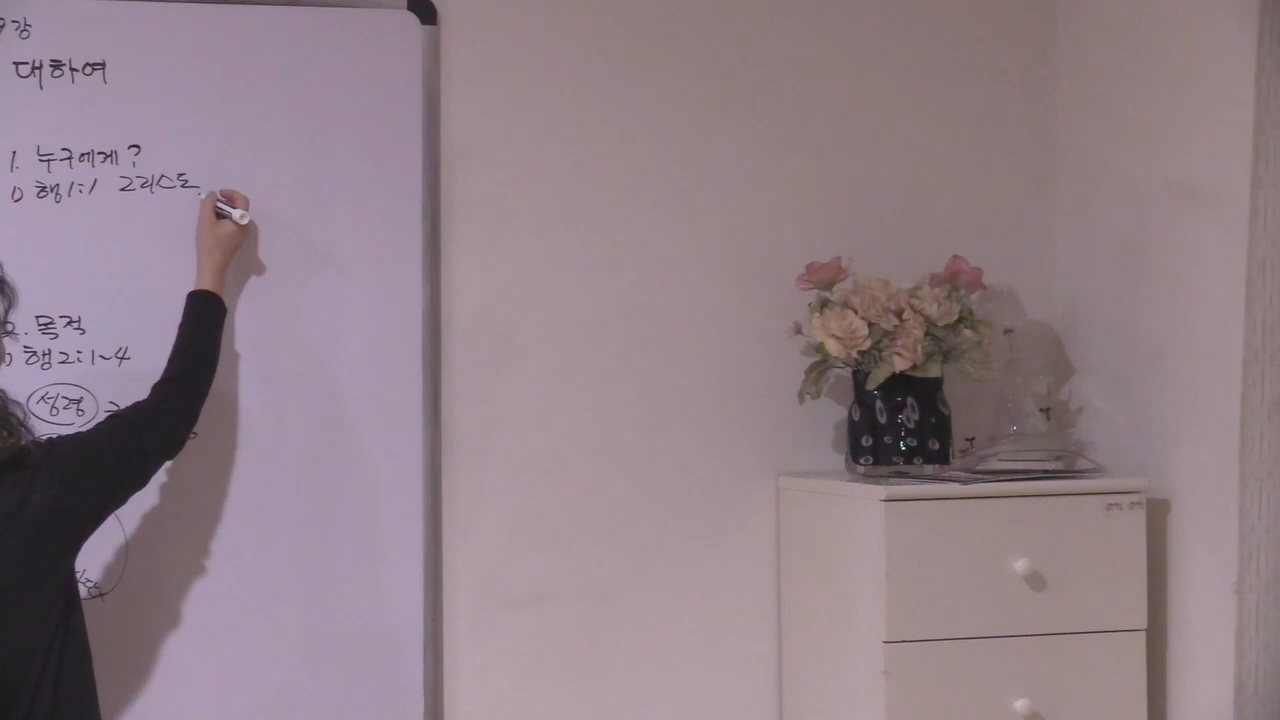 강
대하여
1. 누구에게?
1) 행1:1 그리스도
2. 목적
1) 행2:1~4
성령